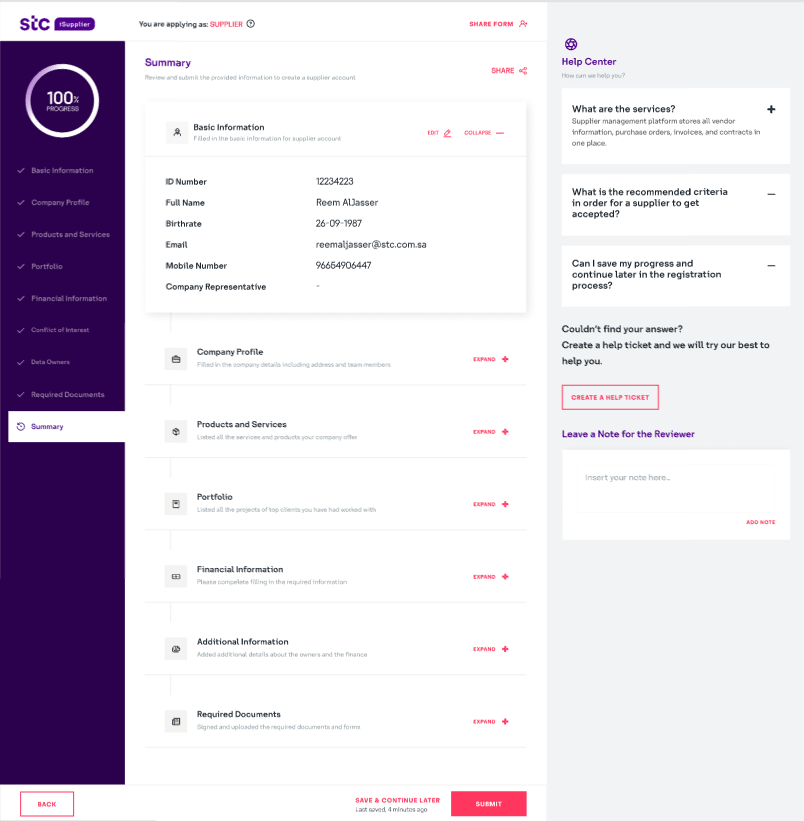 stc iSupplier
You are applying as: SUPPLIER
SHARE FORM
100%
PROGRESS
Basic Information
Company Profile
Products and Services
Portfolio
Financial Information
Conflict of Interest
Data Owners
Required Documents
Summary
Summary
Review and submit the provided information to create a supplier account
SHARE
Basic Information
Filled in the basic information for supplier account
EDIT
COLLAPSE
ID Number 12234223
Full Name Reem AlJasser
Birthrate 26-09-1987
Email reemaljasser@stc.com.sa
Mobile Number 96654906447
Company Representative -
Company Profile
Filled in the company details including address and team members
EXPAND
Products and Services
Listed all the services and products your company offer
EXPAND
Portfolio
Listed all the projects of top clients you have had worked with
EXPAND
Financial Information
Please complete filling in the required information
EXPAND
Additional Information
Added additional details about the owners and the finance
EXPAND
Required Documents
Signed and uploaded the required documents and forms
EXPAND
BACK
SAVE & CONTINUE LATER
Last saved, 4 minutes ago
SUBMIT
Help Center
How can we help you?
What are the services?
Supplier management platform stores all vendor
information, purchase orders, invoices, and contracts in
one place.
What is the recommended criteria
in order for a supplier to get
accepted?
Can I save my progress and
continue later in the registration
process?
Couldn't find your answer?
Create a help ticket and we will try our best to
help you.
CREATE A HELP TICKET
Leave a Note for the Reviewer
Insert your note here...
ADD NOTE